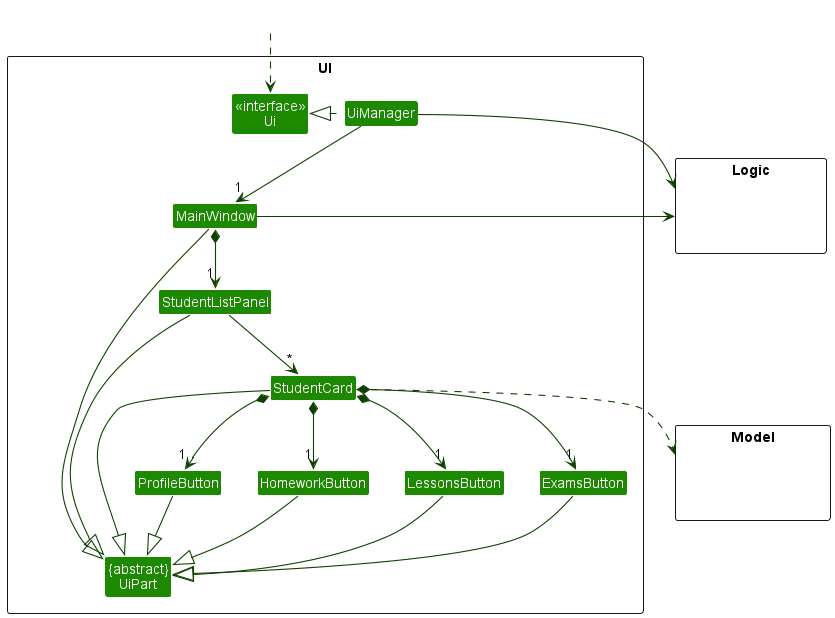 UI
«interface»
Ui
UiManager
Logic
1
MainWindow
1
StudentListPanel
*
StudentCard
Model
1
1
1
1
ProfileButton
HomeworkButton
LessonsButton
ExamsButton
{abstract}
UiPart